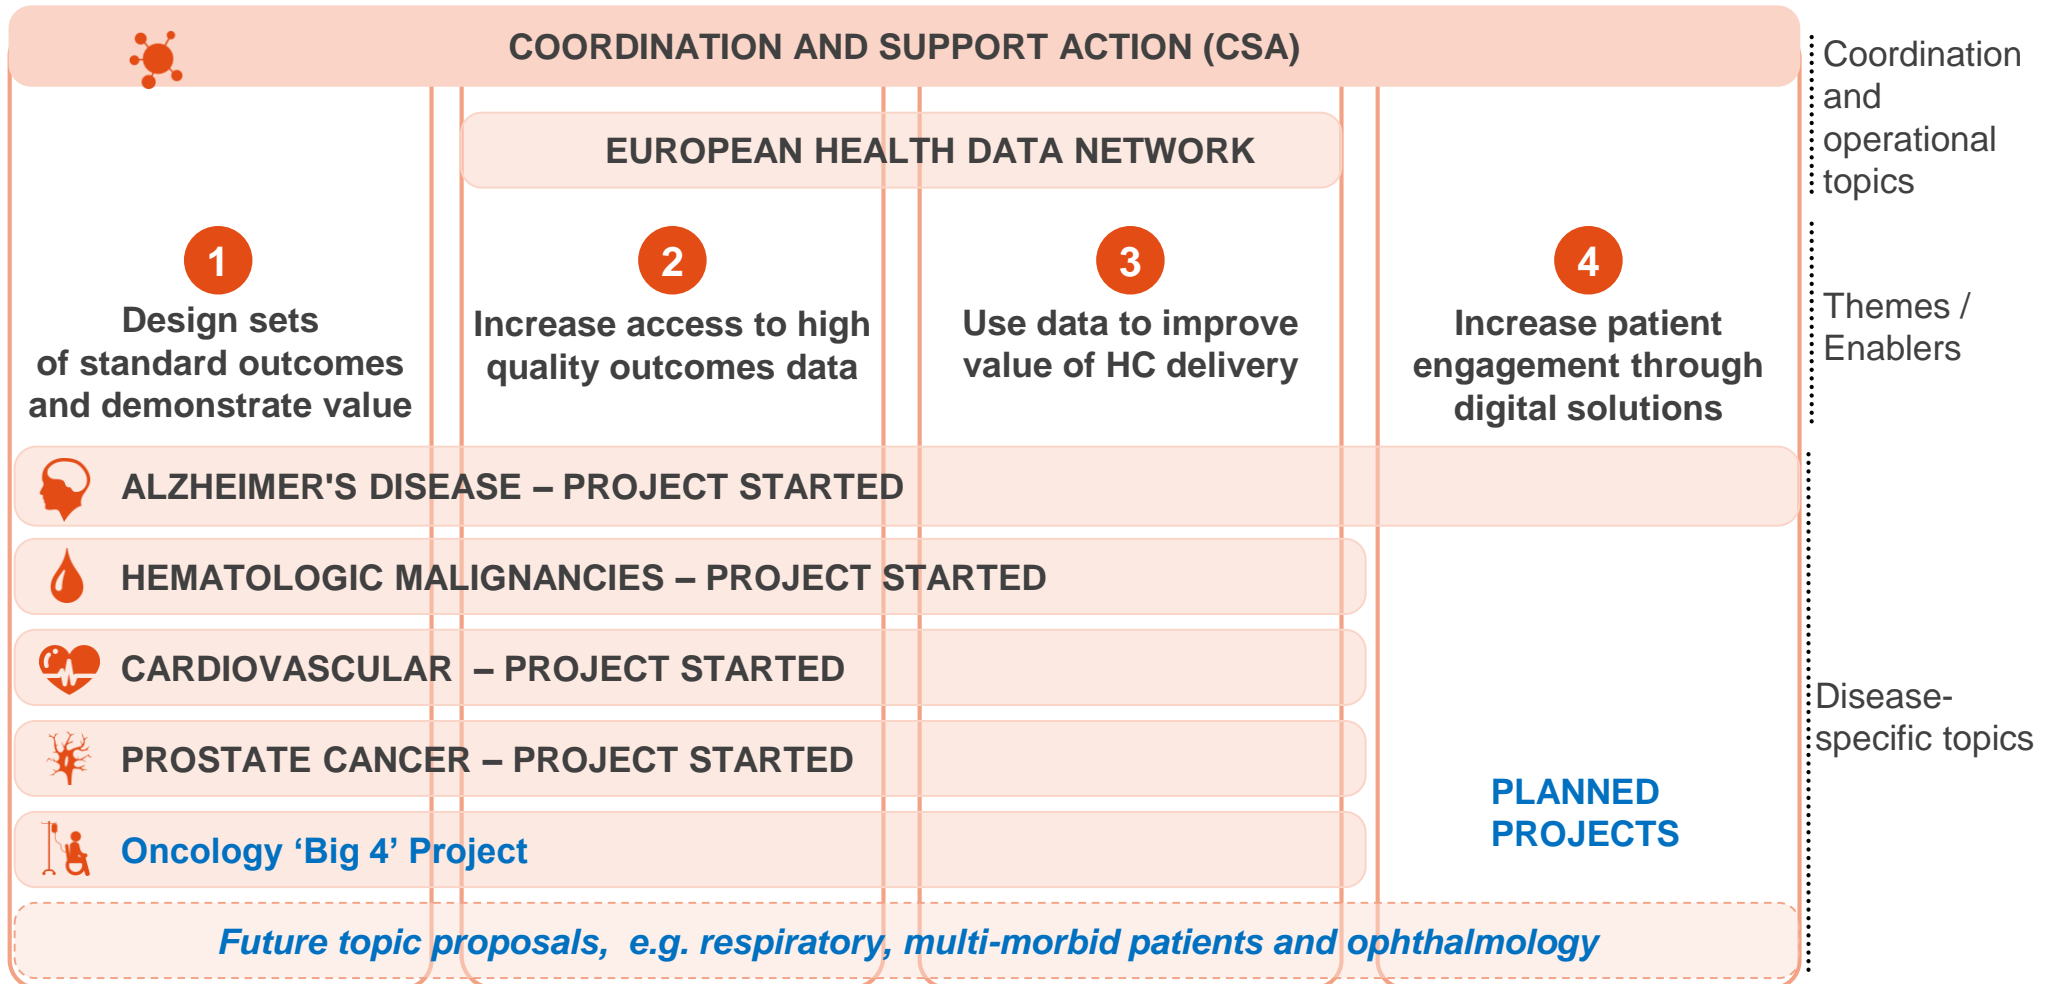 COORDINATION AND SUPPORT ACTION (CSA)
Coordination
and
operational
topics
EUROPEAN HEALTH DATA NETWORK
1
Design sets
of standard outcomes
and demonstrate value
2
Increase access to high
quality outcomes data
3
Use data to improve
value of HC delivery
4
Increase patient
engagement through
digital solutions
Themes /
Enablers
ALZHEIMER'S DISEASE – PROJECT STARTED
HEMATOLOGIC MALIGNANCIES – PROJECT STARTED
CARDIOVASCULAR – PROJECT STARTED
PROSTATE CANCER – PROJECT STARTED
Oncology ‘Big 4’ Project
PLANNED
PROJECTS
Disease-
specific topics
Future topic proposals, e.g. respiratory, multi-morbid patients and ophthalmology